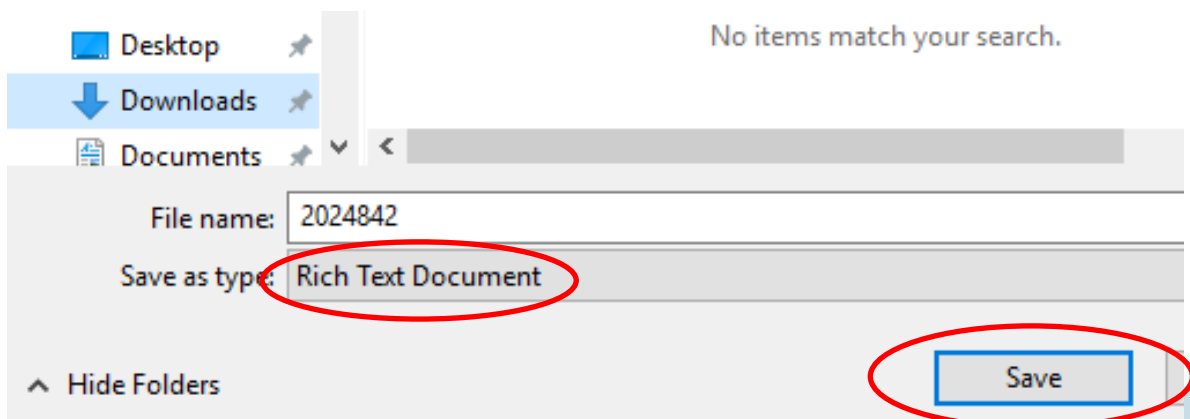 Desktop
No items match your search.
Downloads
Documents
File name: 2024842
Save as type: Rich Text Document
Hide Folders
Save